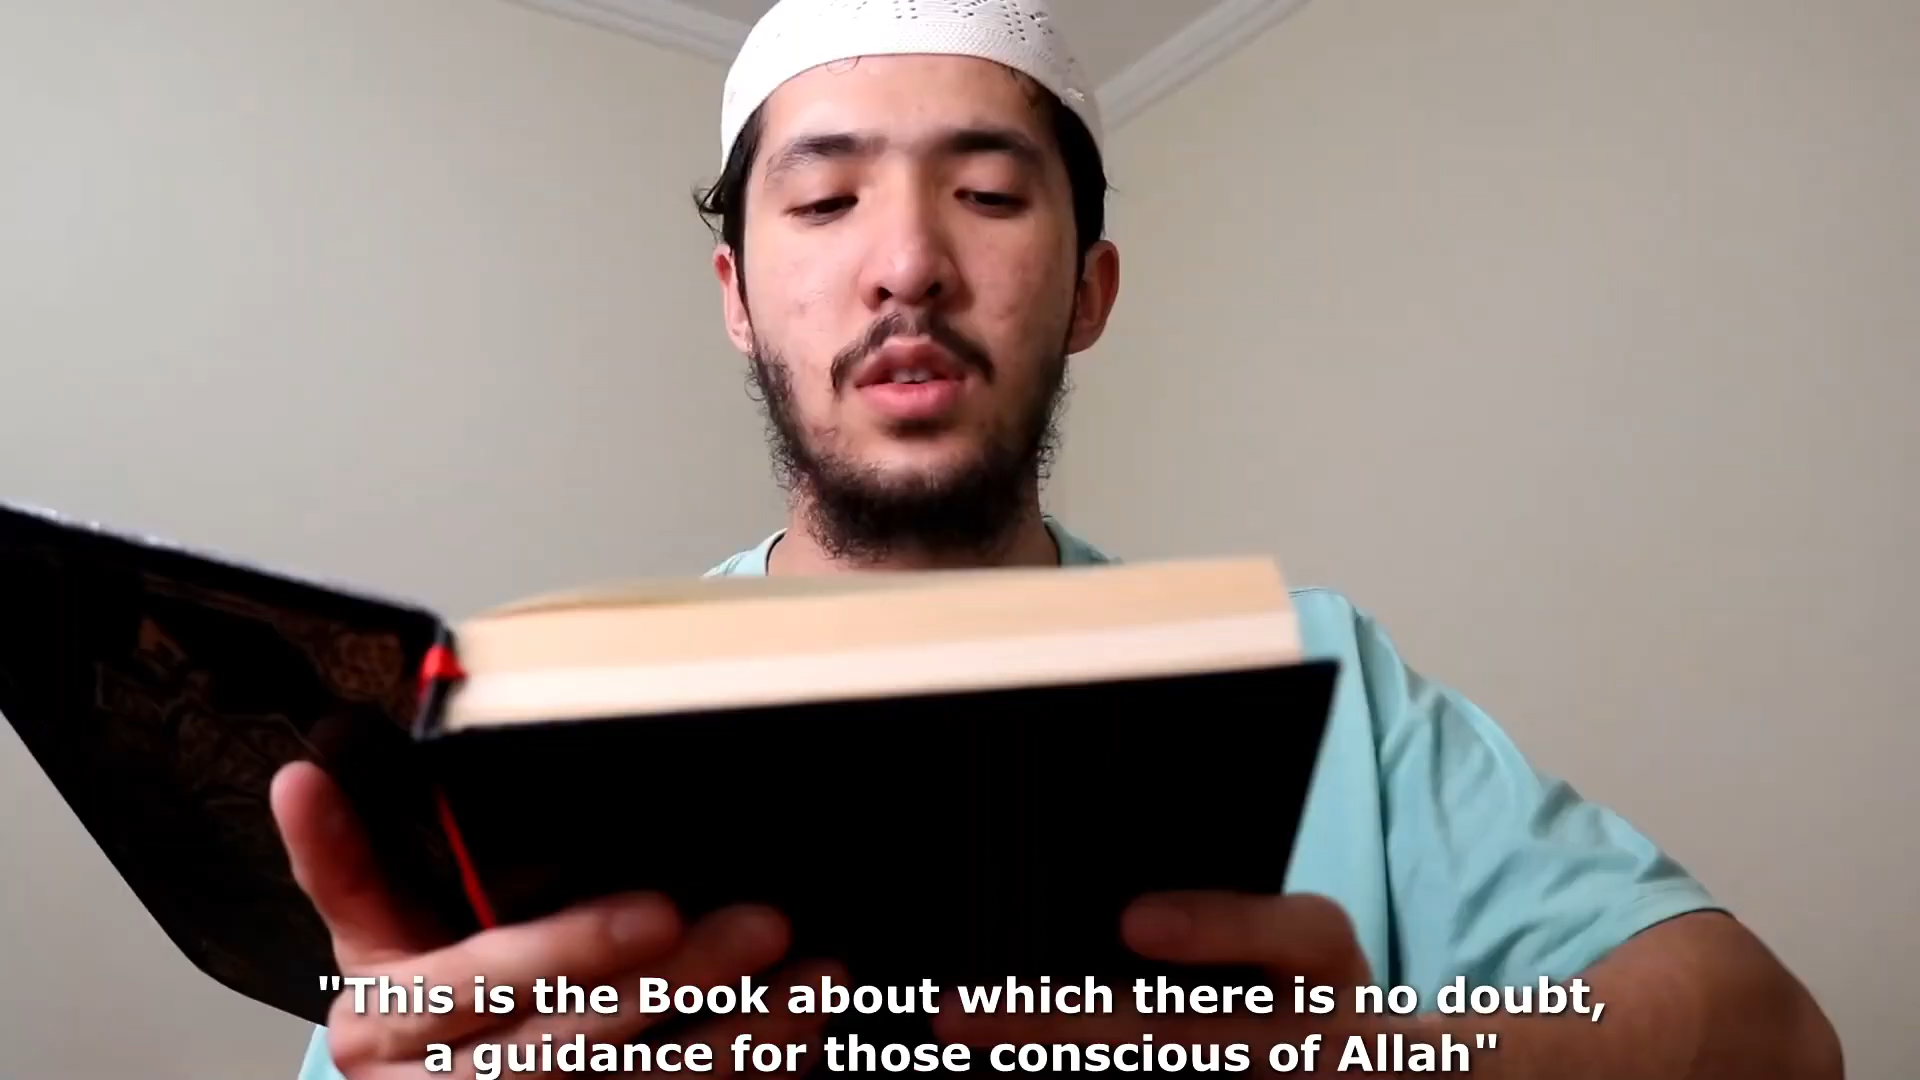 "This is the Book about which there is no doubt,
a guidance for those conscious of Allah"